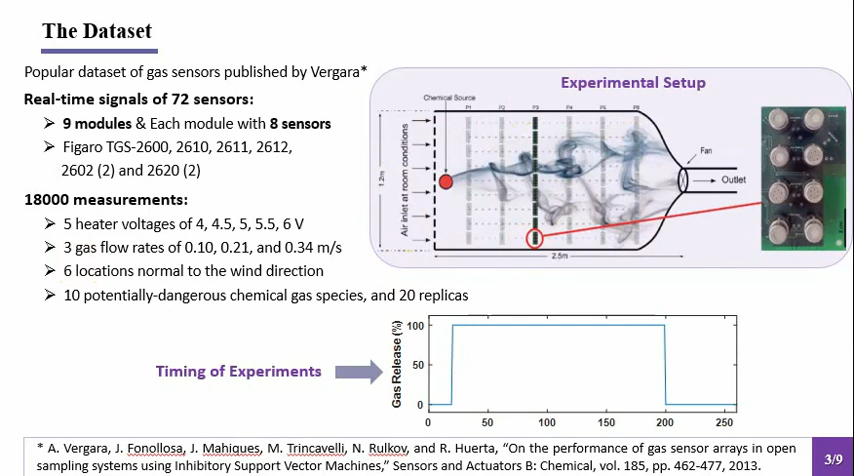 The Dataset
Popular dataset of gas sensors published by Vergara*
Real-time signals of 72 sensors:
➢ 9 modules & Each module with 8 sensors
➢ Figaro TGS-2600, 2610, 2611, 2612,
2602 (2) and 2620 (2)
18000 measurements:
➢ 5 heater voltages of 4, 4.5, 5, 5.5, 6 V
➢ 3 gas flow rates of 0.10, 0.21, and 0.34 m/s
➢ 6 locations normal to the wind direction
➢ 10 potentially-dangerous chemical gas species, and 20 replicas
Experimental Setup
Chemical Source
P1 P2 P3 P4 P5 P6
1.2m
Air inlet at room conditions
Fan
Outlet
2.5m
Timing of Experiments
Gas Release (%)
100
50
0
0 50 100 150 200 250
* A. Vergara, J. Fonollosa, J. Mahiques, M. Trincavelli, N. Rulkov, and R. Huerta, “On the performance of gas sensor arrays in open
sampling systems using Inhibitory Support Vector Machines,” Sensors and Actuators B: Chemical, vol. 185, pp. 462-477, 2013.
3/9